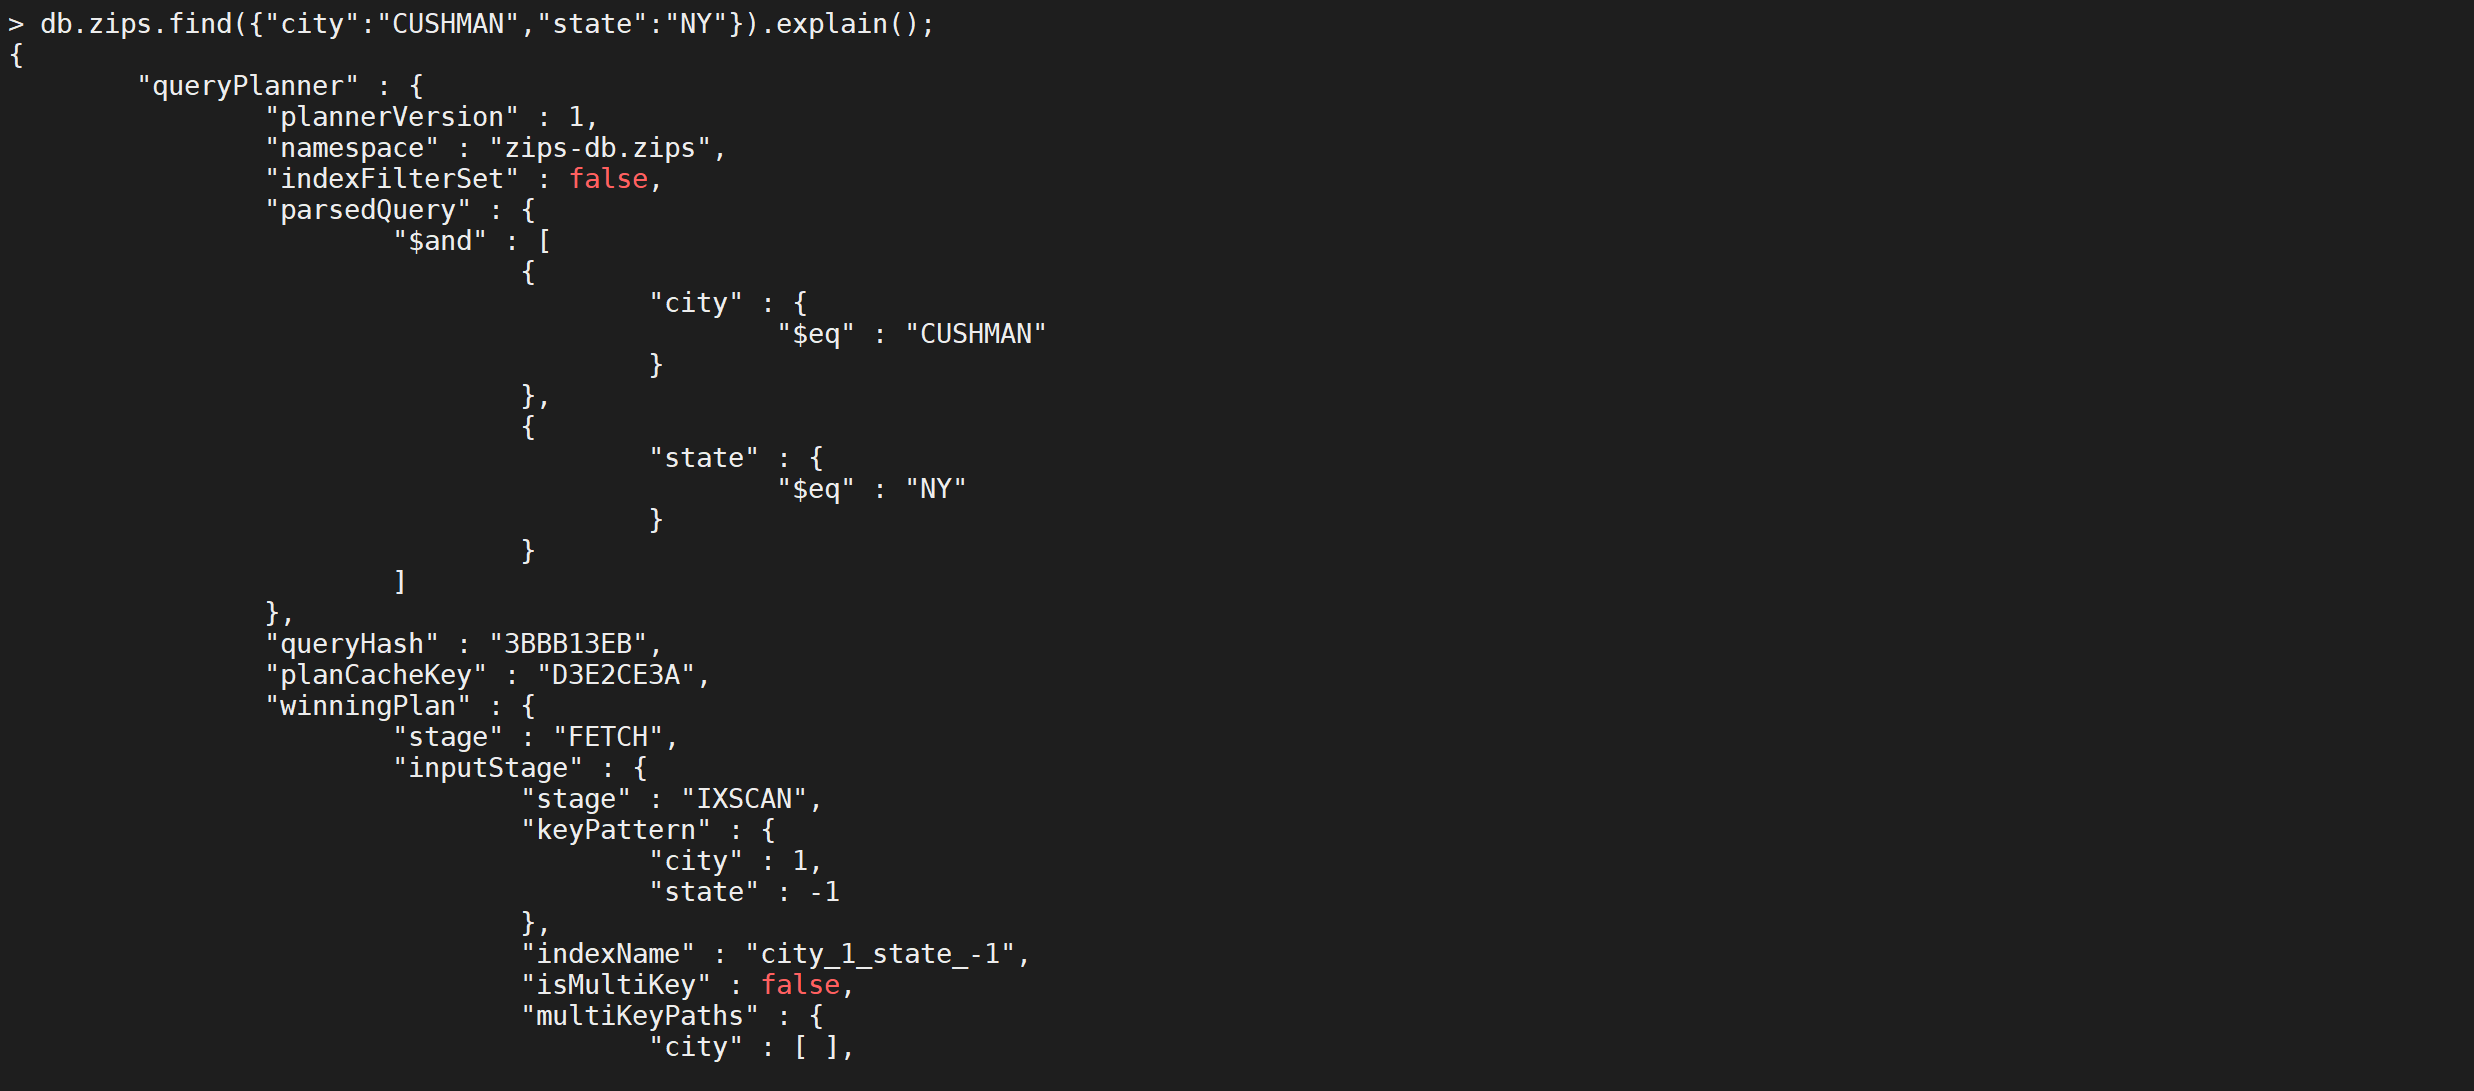 > db.zips.find({"city":"CUSHMAN","state":"NY"}).explain();
{
        "queryPlanner" : {
                "plannerVersion" : 1,
                "namespace" : "zips-db.zips",
                "indexFilterSet" : false,
                "parsedQuery" : {
                        "$and" : [
                                {
                                        "city" : {
                                                "$eq" : "CUSHMAN"
                                        }
                                },
                                {
                                        "state" : {
                                                "$eq" : "NY"
                                        }
                                }
                        ]
                },
                "queryHash" : "3BBB13EB",
                "planCacheKey" : "D3E2CE3A",
                "winningPlan" : {
                        "stage" : "FETCH",
                        "inputStage" : {
                                "stage" : "IXSCAN",
                                "keyPattern" : {
                                        "city" : 1,
                                        "state" : -1
                                },
                                "indexName" : "city_1_state_-1",
                                "isMultiKey" : false,
                                "multiKeyPaths" : {
                                        "city" : [ ],